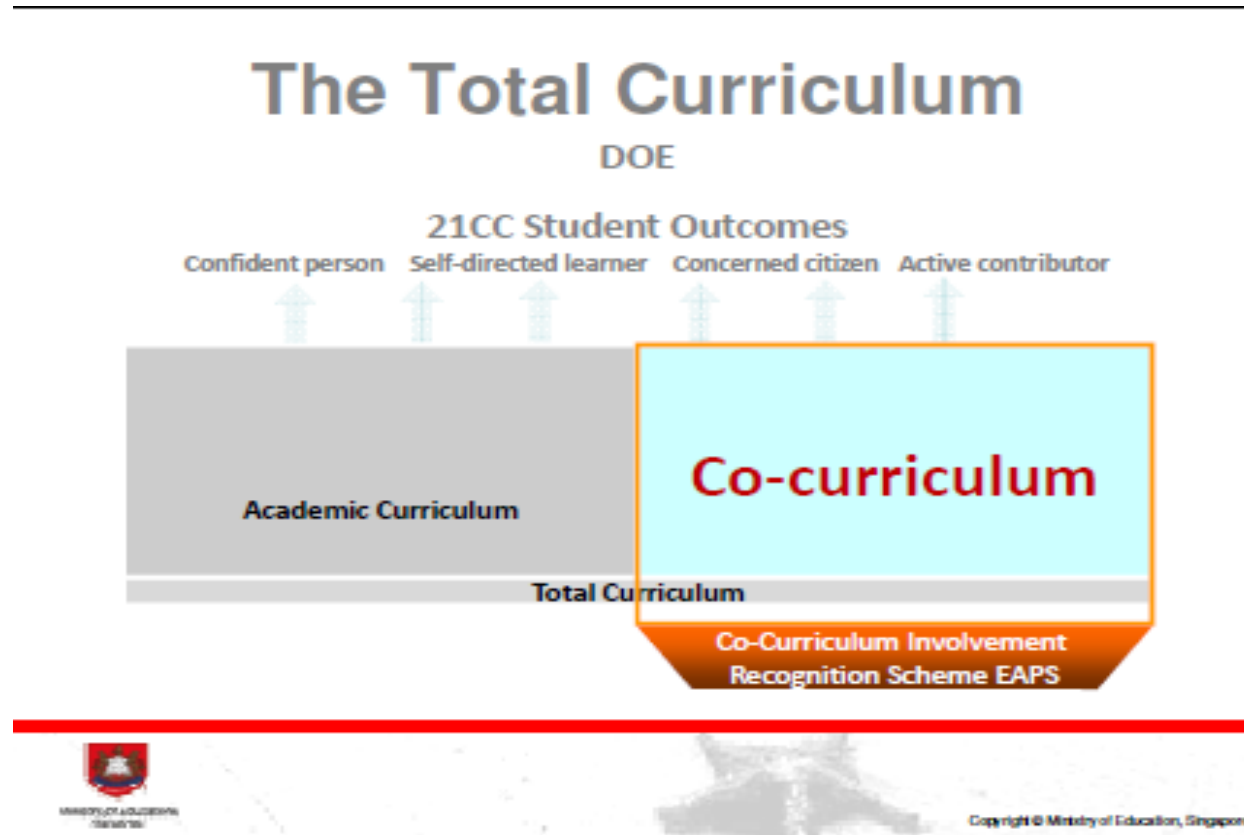 The Total Curriculum
DOE
21CC Student Outcomes
Confident person Self-directed learner Concerned citizen Active contributor
Academic Curriculum
Co-curriculum
Total Curriculum
Co-Curriculum Involvement
Recognition Scheme EAPS
Copyright © Ministry of Education, Singapor